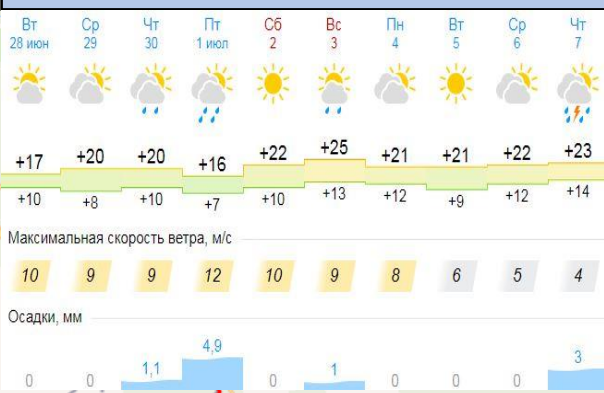 Вт Ср Чт Пт Сб Вс Пн Вт Ср Чт
28 июн 29 30 1 июл 2 3 4 5 6 7
+17 +20 +20 +16 +22 +25 +21 +21 +22 +23
+10 +8 +10 +7 +10 +13 +12 +9 +12 +14
Максимальная скорость ветра, м/с
10 9 9 12 10 9 8 6 5 4
Осадки, мм
0 0 1,1 4,9 0 1 0 0 0 3